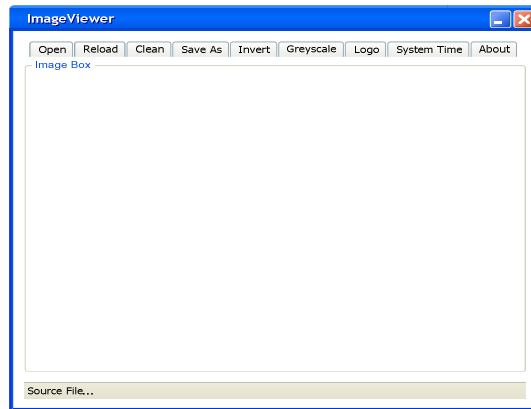 ImageViewer
Open Reload Clean Save As Invert Greyscale Logo System Time About
Image Box
Source File...